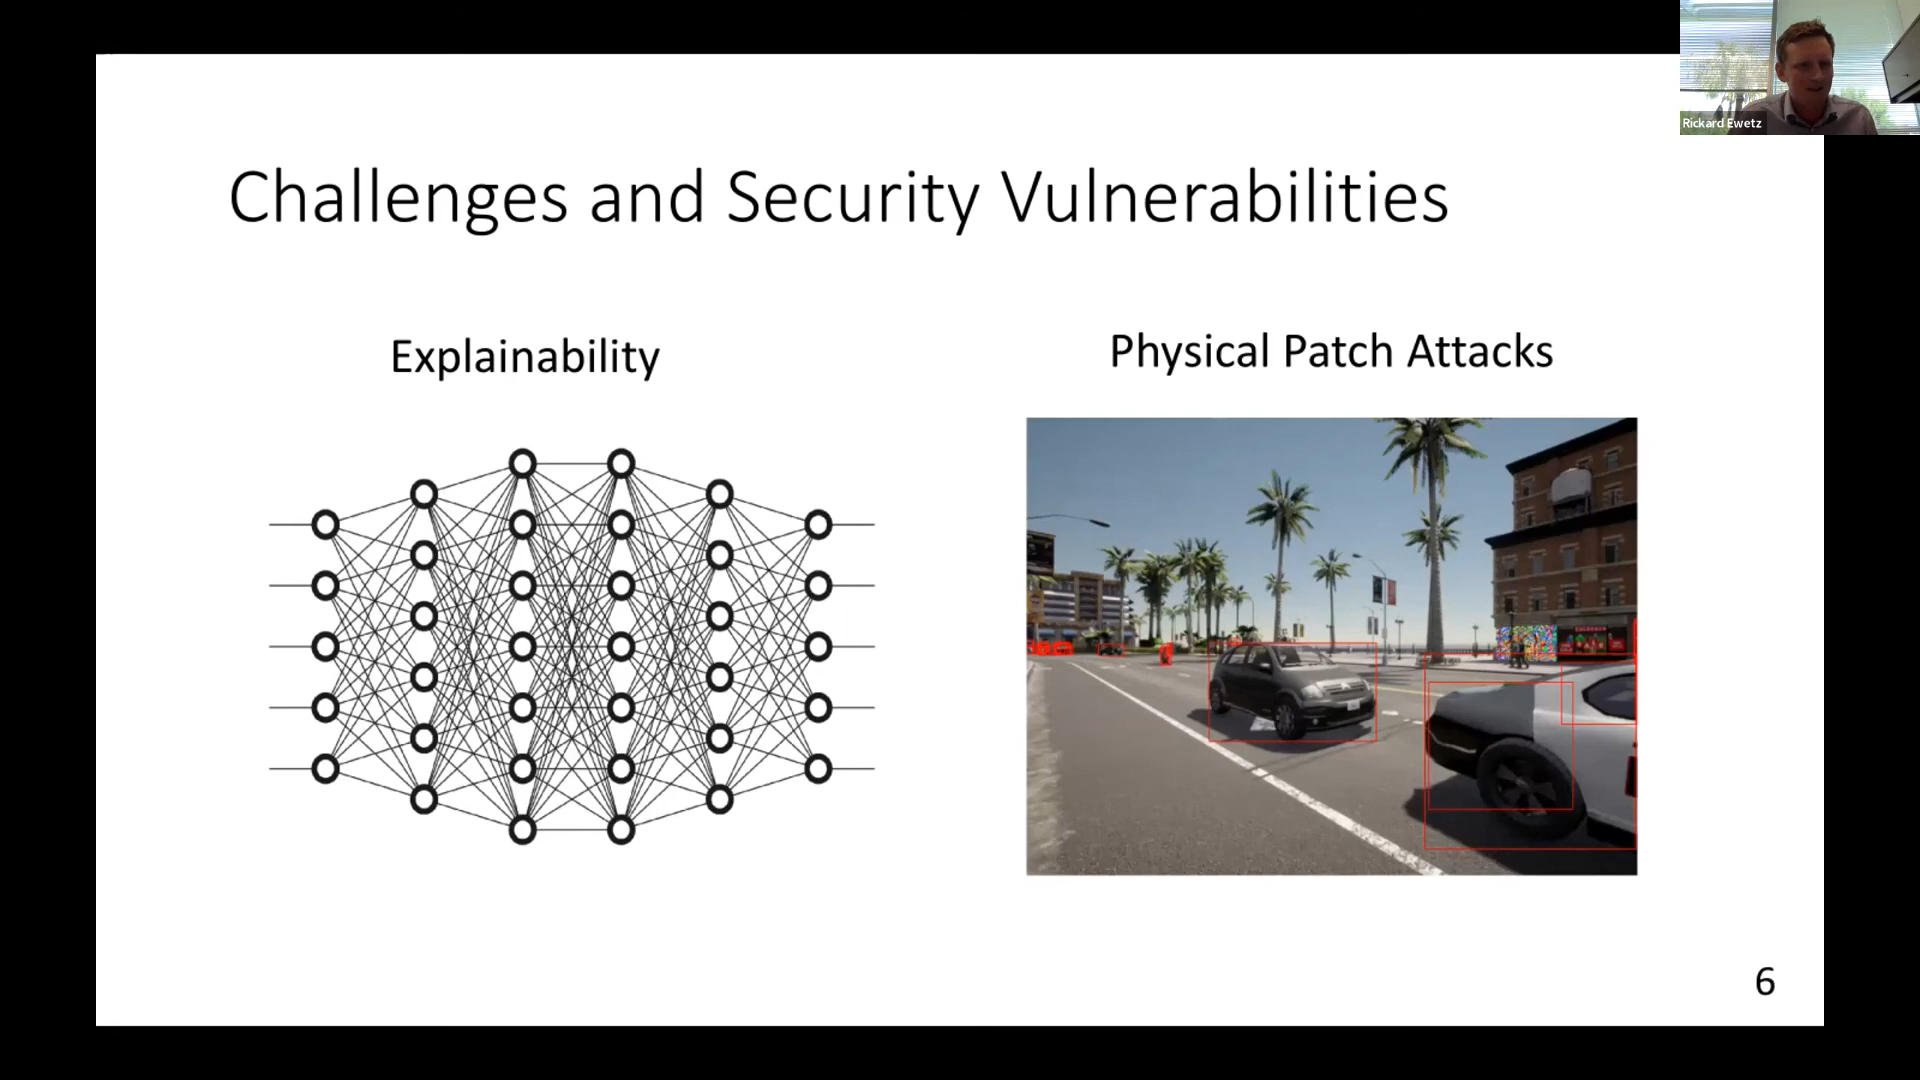 Rickard Ewetz
Challenges and Security Vulnerabilities
Explainability
Physical Patch Attacks
6